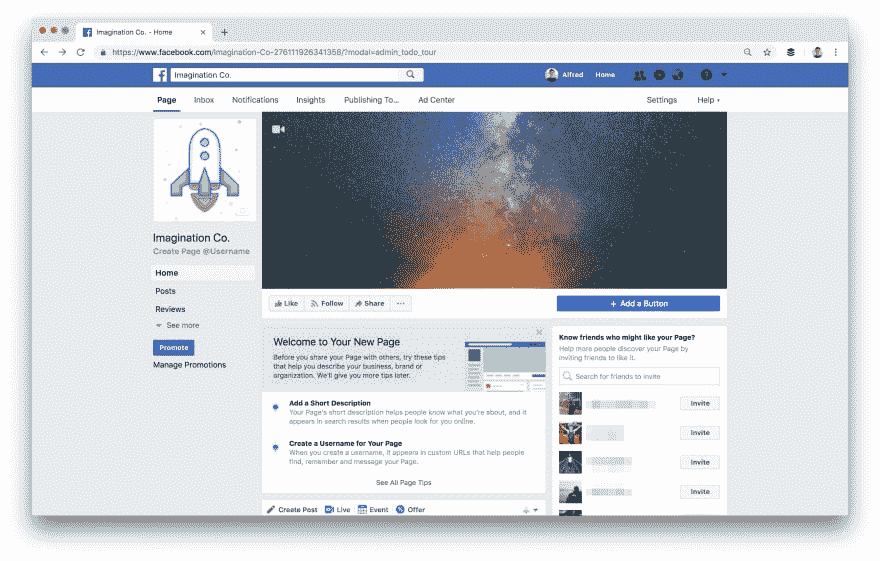 Imagination Co. - Home
https://www.facebook.com/Imagination-Co-276111926341358/?modal=admin_todo_tour
Imagination Co.
Alfred
Home
Page
Inbox
Notifications
Insights
Publishing To...
Ad Center
Settings
Help
Imagination Co.
Create Page @Username
Home
Posts
Reviews
See more
Promote
Manage Promotions
Like
Follow
Share
+ Add a Button
Welcome to Your New Page
Before you share your Page with others, try these tips
that help you describe your business, brand or
organization. We'll give you more tips later.
Add a Short Description
Your Page's short description helps people know what you're about, and it
appears in search results when people look for you online.
Create a Username for Your Page
When you create a username, it appears in custom URLs that help people
find, remember and message your Page.
See All Page Tips
Create Post
Live
Event
Offer
Know friends who might like your Page?
Help more people discover your Page by
inviting friends to like it.
Search for friends to invite
Invite
Invite
Invite
Invite